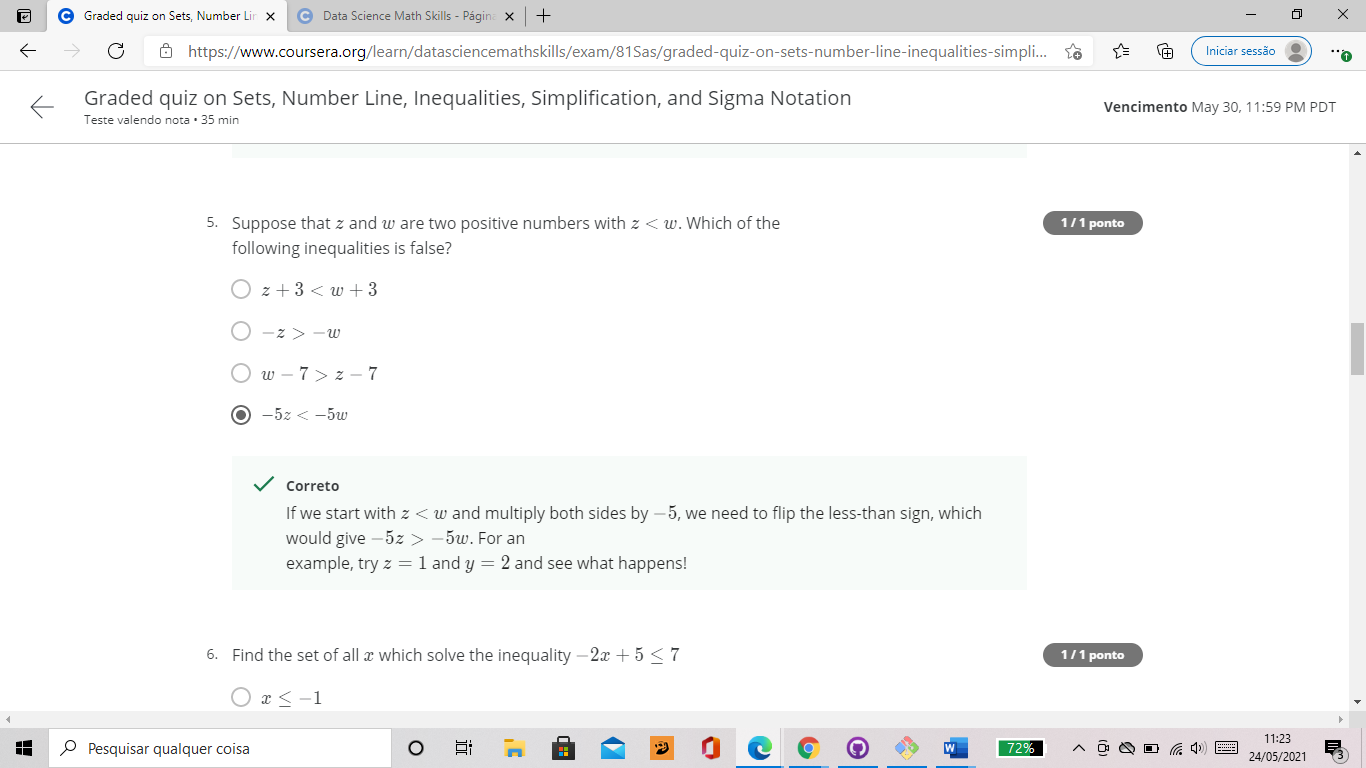 Graded quiz on Sets, Number Lin
Data Science Math Skills - Págin
https://www.coursera.org/learn/datasciencemathskills/exam/81Sas/graded-quiz-on-sets-number-line-inequalities-simpli...
Iniciar sessão
Graded quiz on Sets, Number Line, Inequalities, Simplification, and Sigma Notation
Teste valendo nota • 35 min
Vencimento May 30, 11:59 PM PDT
5. Suppose that z and w are two positive numbers with z < w. Which of the
following inequalities is false?
1 / 1 ponto
z + 3 < w + 3
−z > −w
w − 7 > z − 7
−5z < −5w
Correto
If we start with z < w and multiply both sides by −5, we need to flip the less-than sign, which
would give −5z > −5w. For an
example, try z = 1 and y = 2 and see what happens!
6. Find the set of all x which solve the inequality −2x + 5 ≤ 7
1 / 1 ponto
x ≤ −1
Pesquisar qualquer coisa
72%
11:23
24/05/2021
3